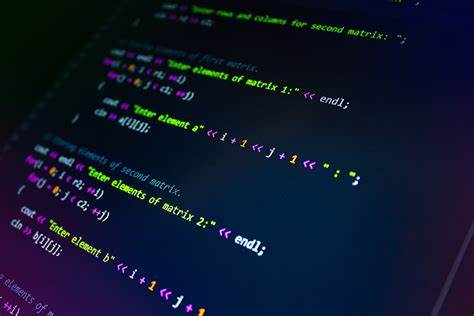 cout << "Enter rows and columns for second matrix: ";
cin >> r2 >> c2;
elements of first matrix.
cout << endl << "Enter elements of matrix 1:" << endl;
for(i = 0; i < r1; ++i)
for(j = 0; j < c1; ++j)
{
cout << "Enter element a" << i + 1 << j + 1 << " : ";
cin >> a[i][j];
}
// Storing elements of second matrix.
cout << endl << "Enter elements of matrix 2:" << endl;
for(i = 0; i < r2; ++i)
for(j = 0; j < c2; ++j)
{
cout << "Enter element b" << i + 1 << j + 1
cin >> b[i][j];
}
elements of